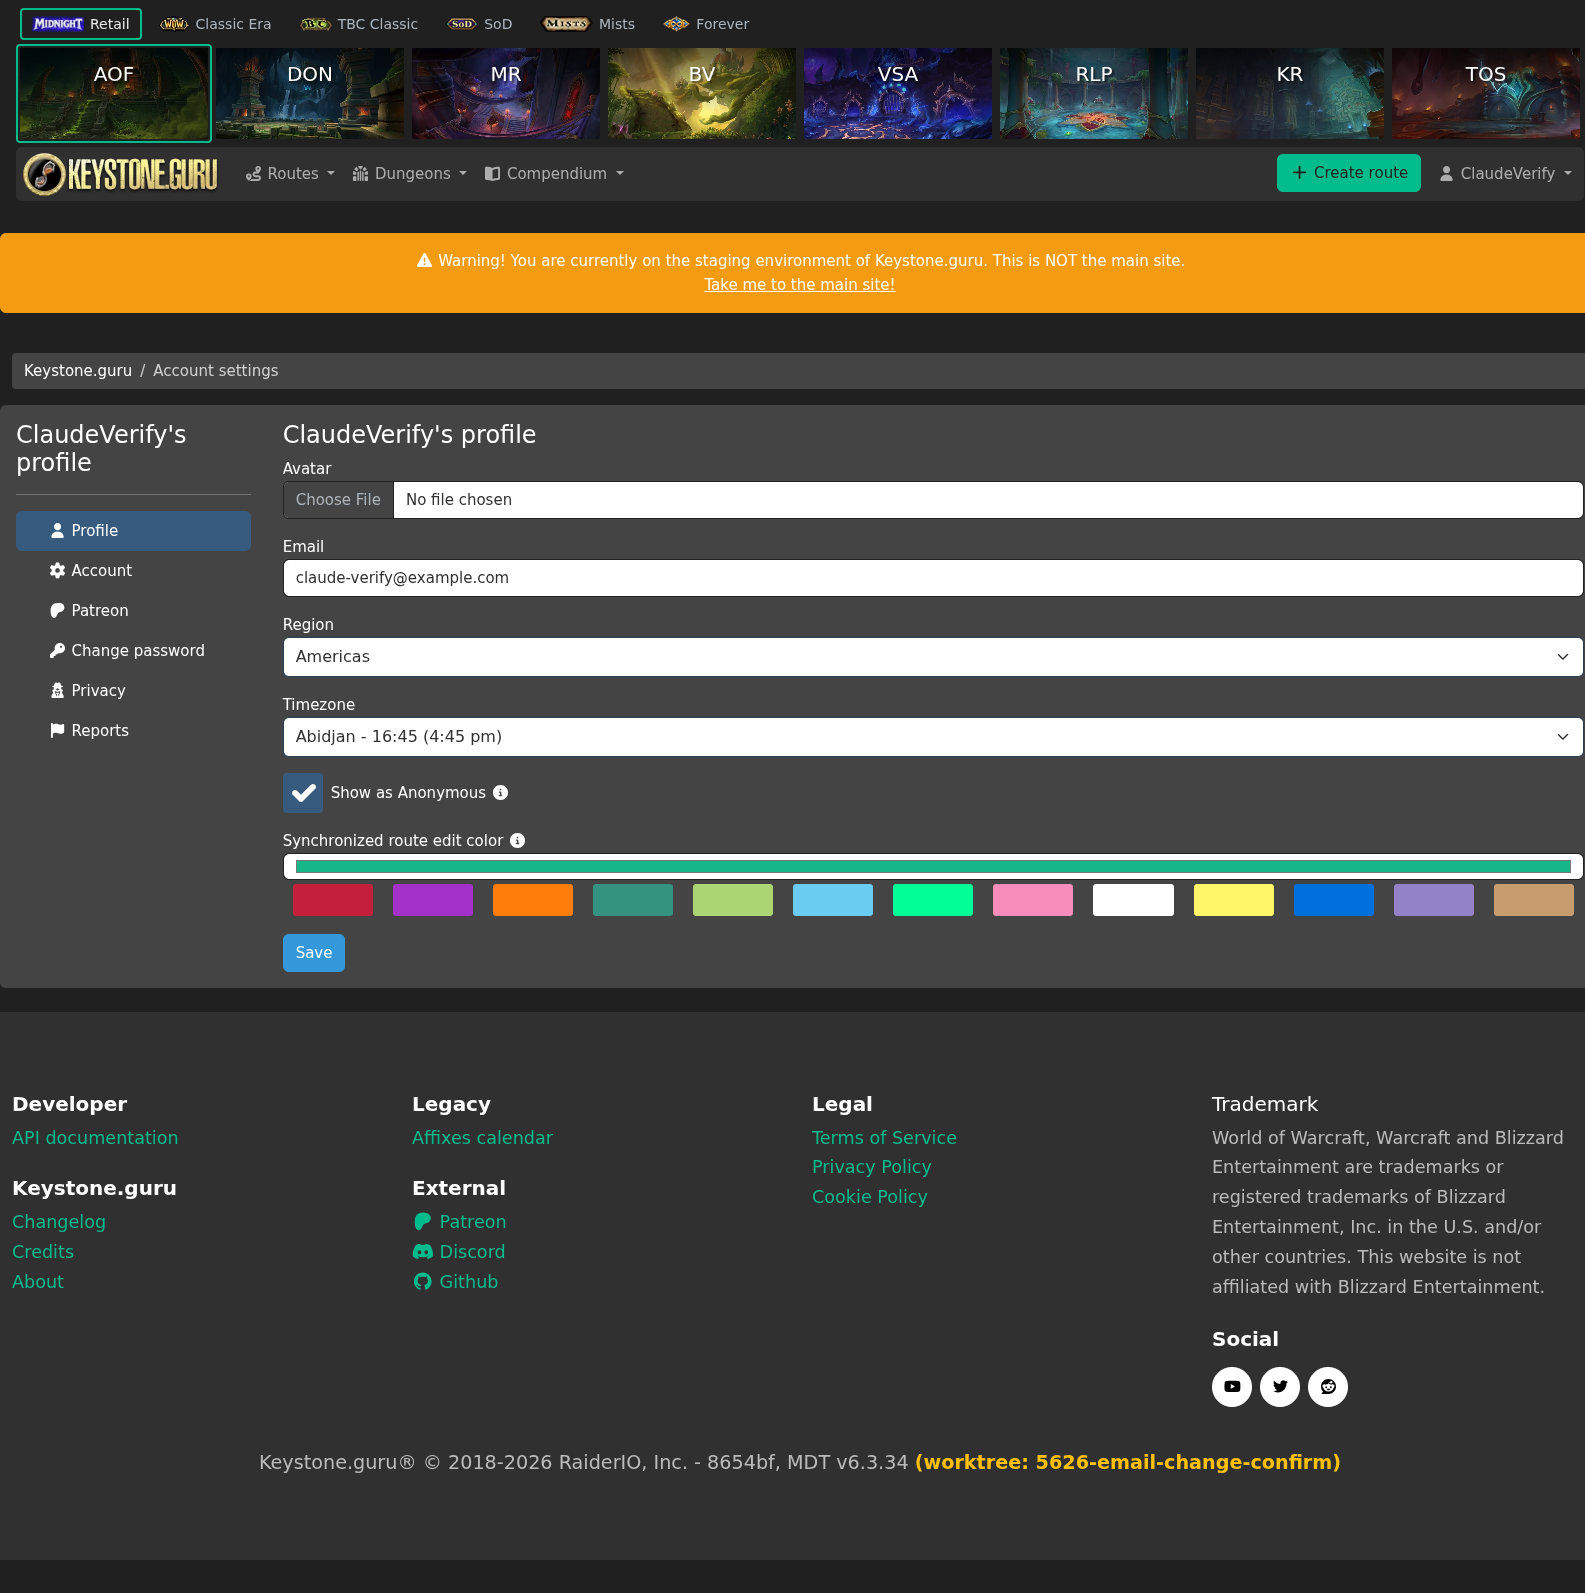 MIDNIGHT Retail
WOW Classic Era
BC TBC Classic
SoD SoD
MISTS Mists
Forever
AOF
DON
MR
BV
VSA
RLP
KR
TOS
KEYSTONE.GURU
Routes
Dungeons
Compendium
Create route
ClaudeVerify
Warning! You are currently on the staging environment of Keystone.guru. This is NOT the main site.
Take me to the main site!
Keystone.guru / Account settings
ClaudeVerify's
profile
Profile
Account
Patreon
Change password
Privacy
Reports
ClaudeVerify's profile
Avatar
Choose File No file chosen
Email
claude-verify@example.com
Region
Americas
Timezone
Abidjan - 16:45 (4:45 pm)
Show as Anonymous
Synchronized route edit color
Save
Developer
API documentation
Keystone.guru
Changelog
Credits
About
Legacy
Affixes calendar
External
Patreon
Discord
Github
Legal
Terms of Service
Privacy Policy
Cookie Policy
Trademark
World of Warcraft, Warcraft and Blizzard
Entertainment are trademarks or
registered trademarks of Blizzard
Entertainment, Inc. in the U.S. and/or
other countries. This website is not
affiliated with Blizzard Entertainment.
Social
Keystone.guru® © 2018-2026 RaiderIO, Inc. - 8654bf, MDT v6.3.34 (worktree: 5626-email-change-confirm)